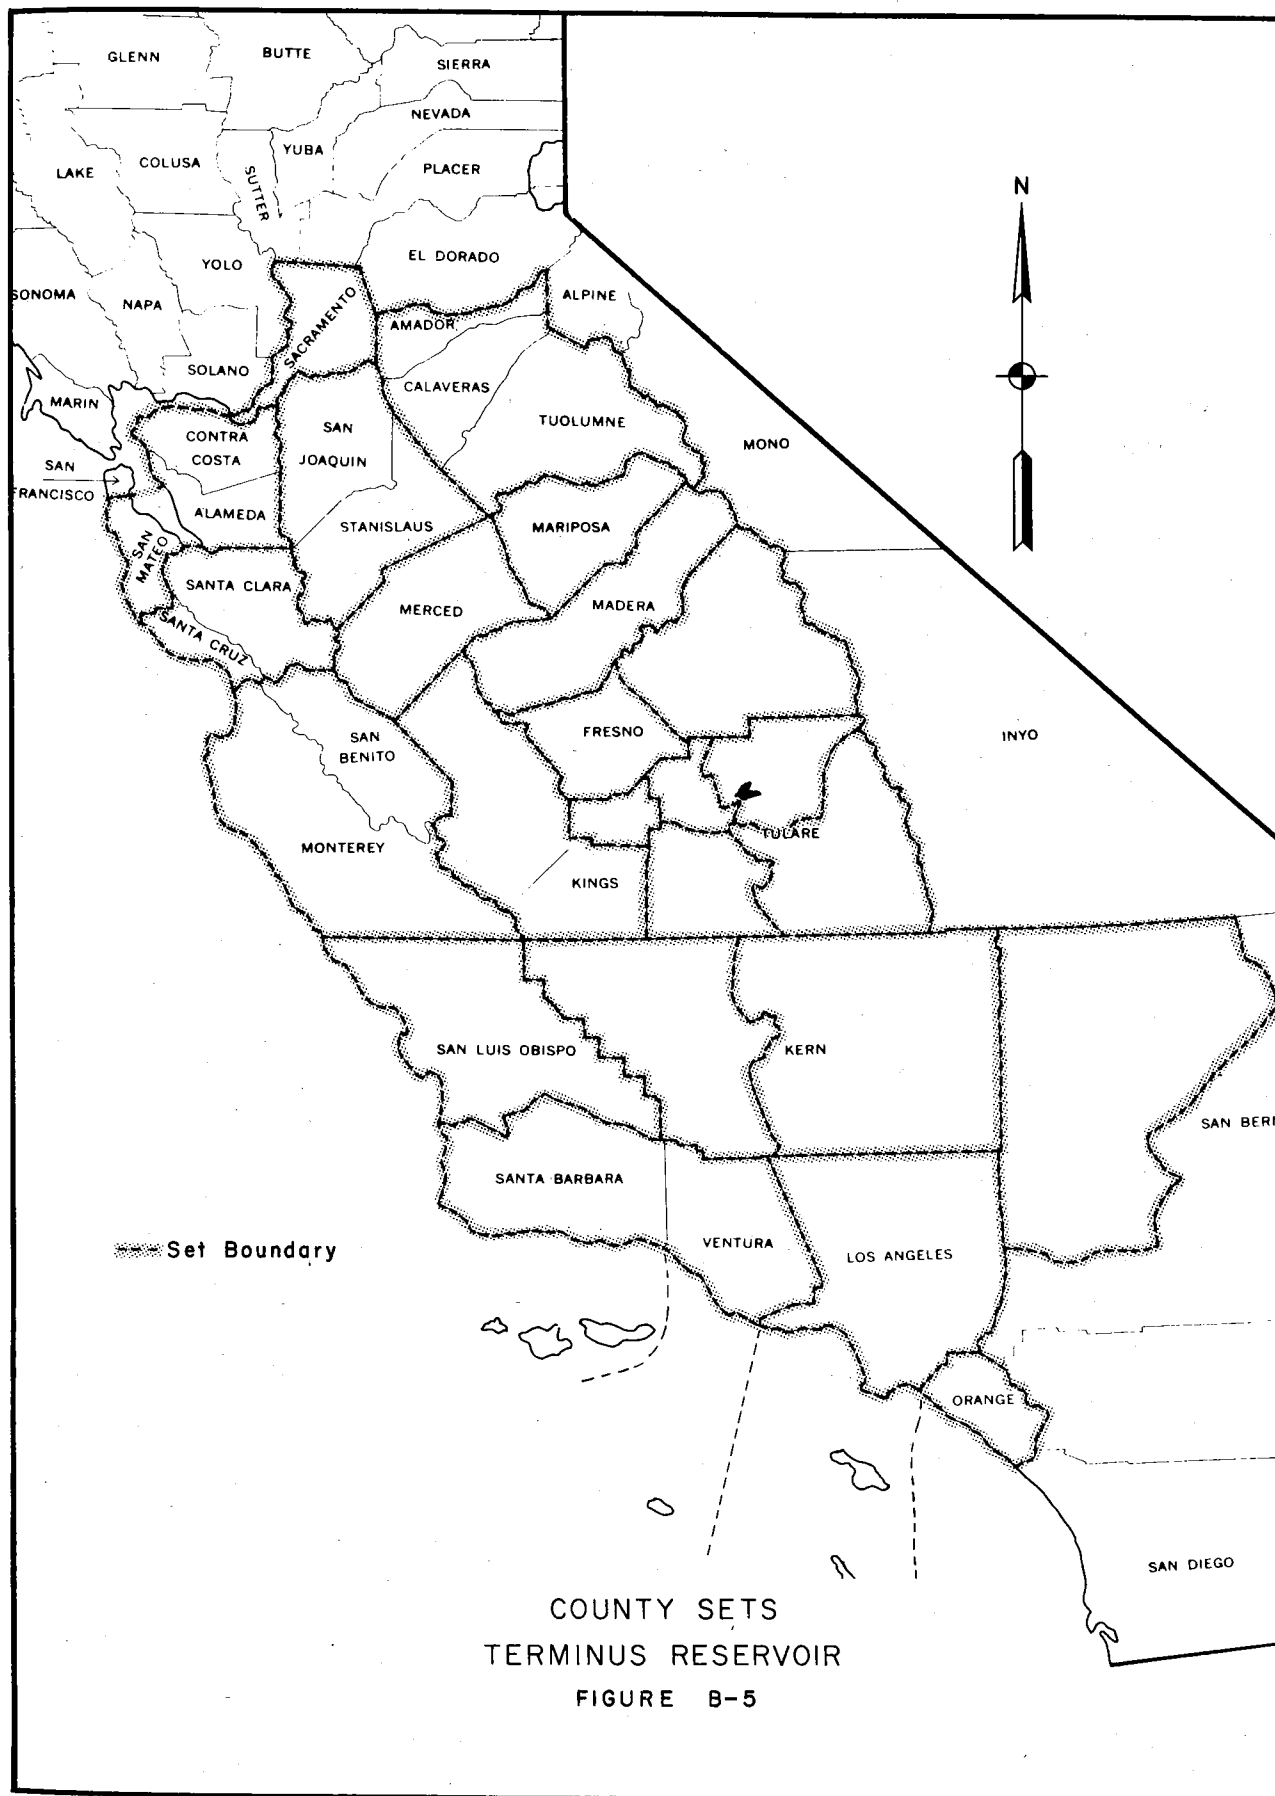 GLENN
BUTTE
SIERRA
NEVADA
LAKE
COLUSA
SUTTER
YUBA
PLACER
N
SONOMA
NAPA
YOLO
EL DORADO
ALPINE
SACRAMENTO
AMADOR
SOLANO
CALAVERAS
MARIN
TUOLUMNE
MONO
CONTRA
COSTA
SAN
JOAQUIN
SAN
FRANCISCO
ALAMEDA
STANISLAUS
MARIPOSA
SAN
MATEO
SANTA CLARA
MERCED
MADERA
SANTA CRUZ
SAN
BENITO
FRESNO
INYO
MONTEREY
TULARE
KINGS
SAN LUIS OBISPO
KERN
SAN BER
SANTA BARBARA
VENTURA
LOS ANGELES
Set Boundary
ORANGE
SAN DIEGO
COUNTY SETS
TERMINUS RESERVOIR
FIGURE B-5